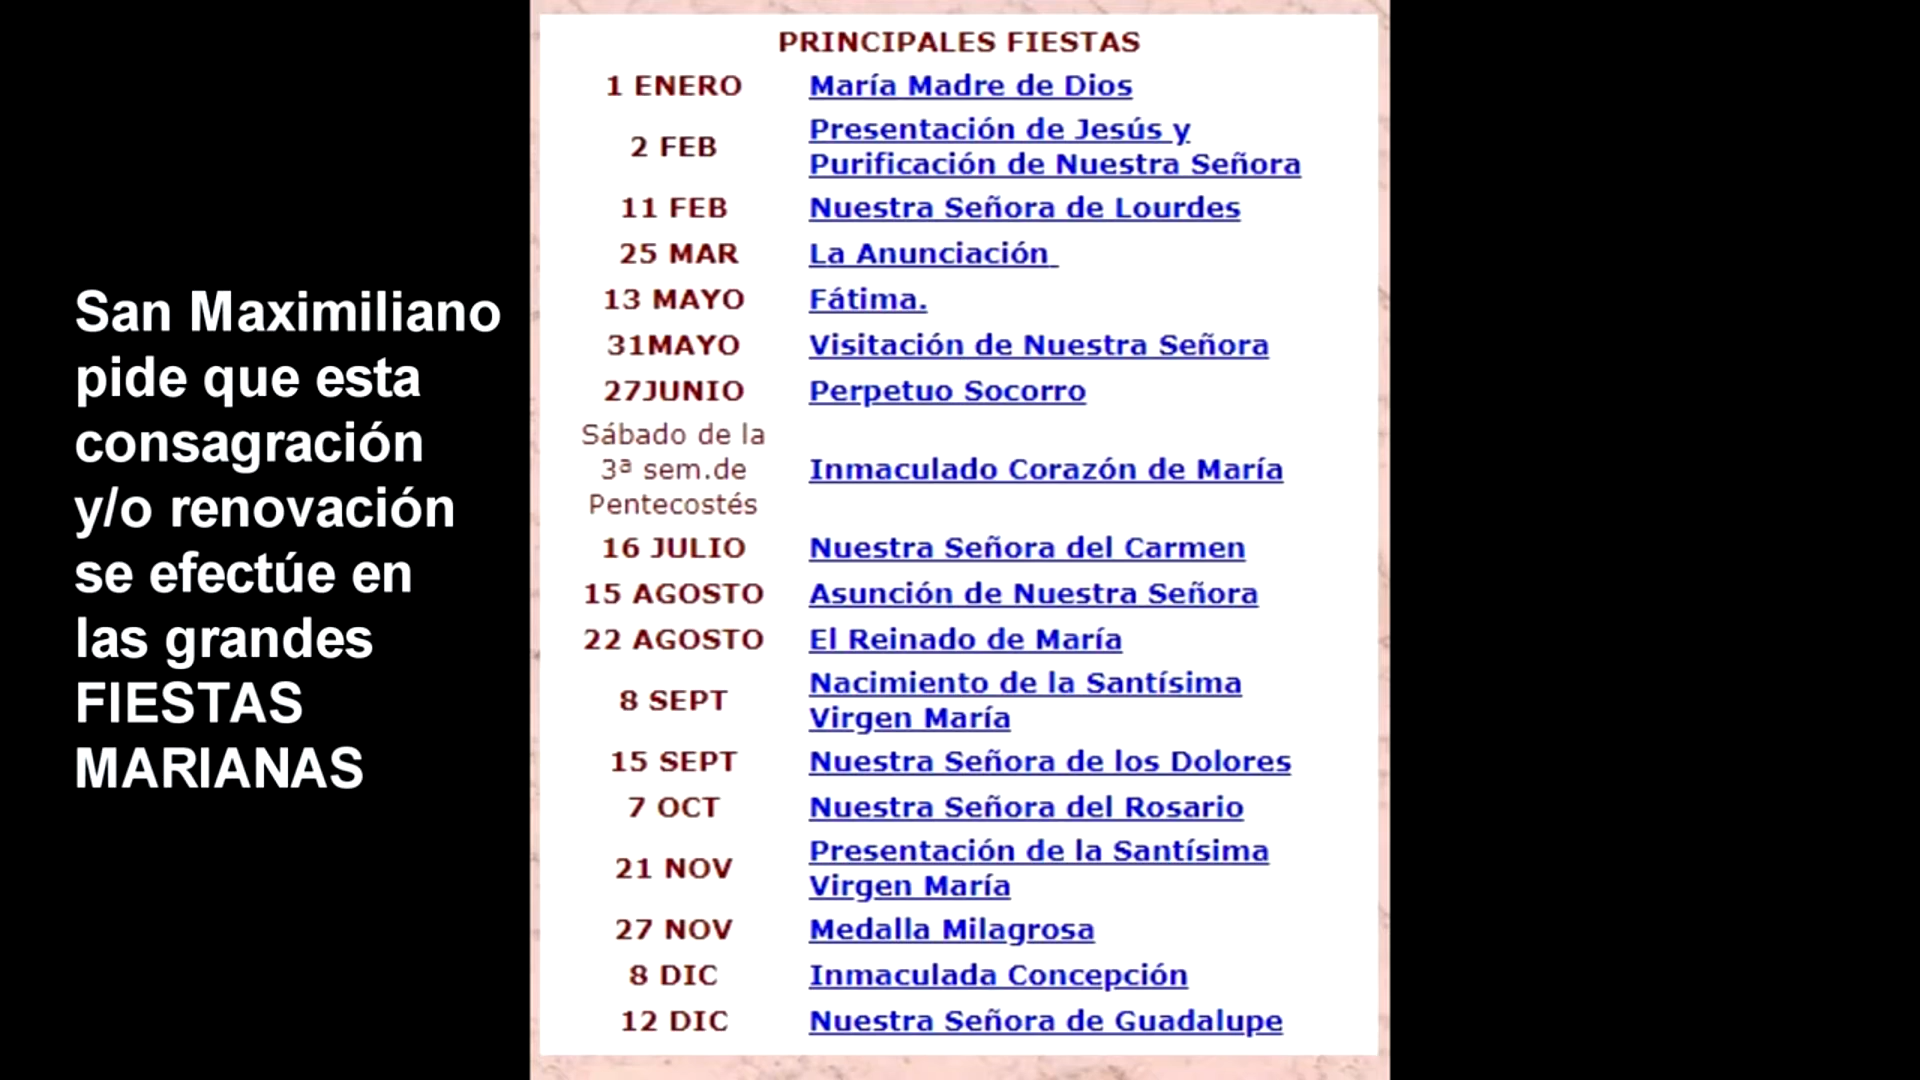 San Maximiliano
pide que esta
consagración
y/o renovación
se efectúe en
las grandes
FIESTAS
MARIANAS
PRINCIPALES FIESTAS
1 ENERO María Madre de Dios
2 FEB Presentación de Jesús y
Purificación de Nuestra Señora
11 FEB Nuestra Señora de Lourdes
25 MAR La Anunciación
13 MAYO Fátima.
31MAYO Visitación de Nuestra Señora
27JUNIO Perpetuo Socorro
Sábado de la
3ª sem.de Inmaculado Corazón de María
Pentecostés
16 JULIO Nuestra Señora del Carmen
15 AGOSTO Asunción de Nuestra Señora
22 AGOSTO El Reinado de María
8 SEPT Nacimiento de la Santísima
Virgen María
15 SEPT Nuestra Señora de los Dolores
7 OCT Nuestra Señora del Rosario
21 NOV Presentación de la Santísima
Virgen María
27 NOV Medalla Milagrosa
8 DIC Inmaculada Concepción
12 DIC Nuestra Señora de Guadalupe